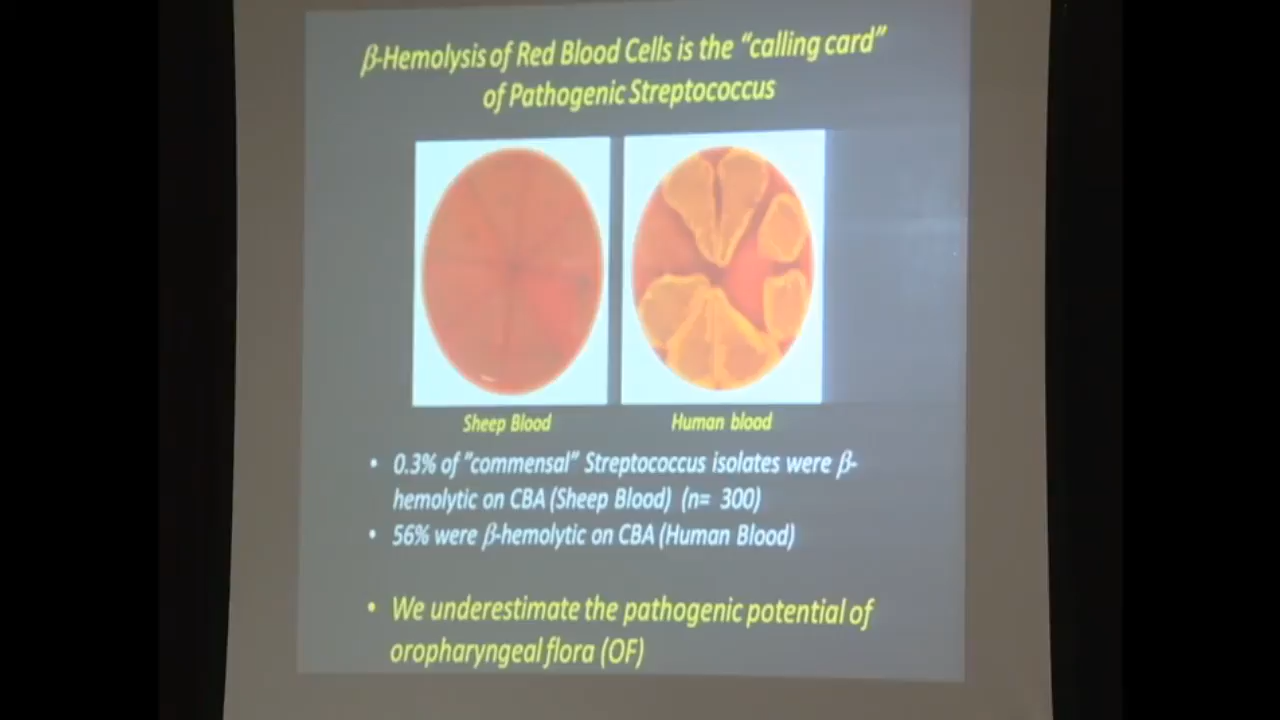 β-Hemolysis of Red Blood Cells is the “calling card”
of Pathogenic Streptococcus
Sheep Blood
Human blood
• 0.3% of “commensal” Streptococcus isolates were β-
hemolytic on CBA (Sheep Blood) (n= 300)
• 56% were β-hemolytic on CBA (Human Blood)
• We underestimate the pathogenic potential of
oropharyngeal flora (OF)